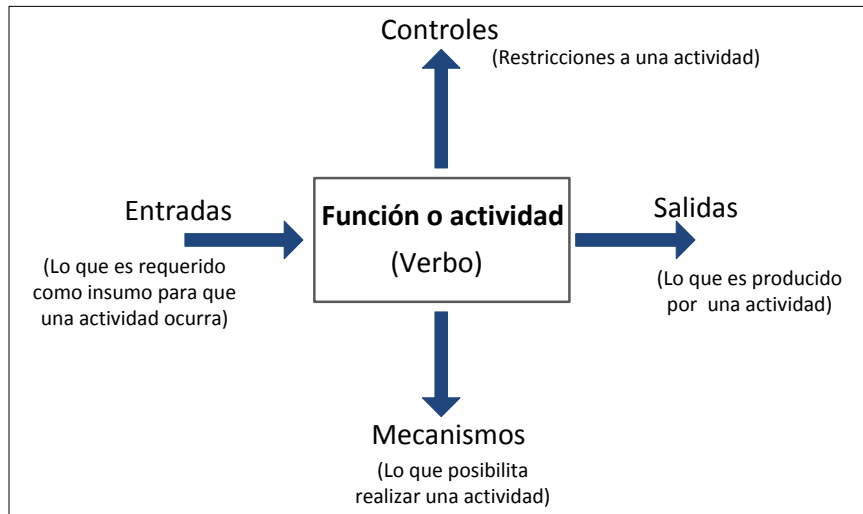 Controles
(Restricciones a una actividad)
Entradas
(Lo que es requerido
como insumo para que
una actividad ocurra)
Función o actividad
(Verbo)
Salidas
(Lo que es producido
por una actividad)
Mecanismos
(Lo que posibilita
realizar una actividad)